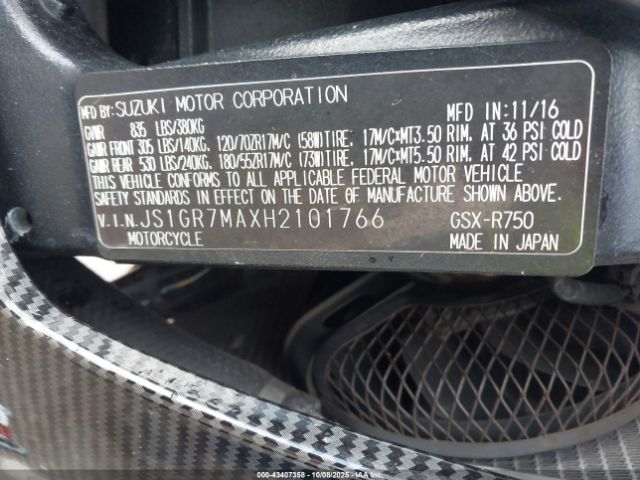 MFD BY: SUZUKI MOTOR CORPORATION MFD IN: 11/16
GVWR 835 LBS/380KG
GAWR FRONT 305 LBS/140KG. 120/70ZR17M/C (58W)TIRE. 17M/C×MT3.50 RIM. AT 36 PSI COLD
GAWR REAR 530 LBS/240KG. 180/55ZR17M/C (73W)TIRE. 17M/C×MT5.50 RIM. AT 42 PSI COLD
THIS VEHICLE CONFORMS TO ALL APPLICABLE FEDERAL MOTOR VEHICLE
SAFETY STANDARDS IN EFFECT ON THE DATE OF MANUFACTURE SHOWN ABOVE.
V.I.N. JS1GR7MAXH2101766 GSX-R750
MOTORCYCLE MADE IN JAPAN
00-43407358 | 10/08/2025 | IAAI.COM